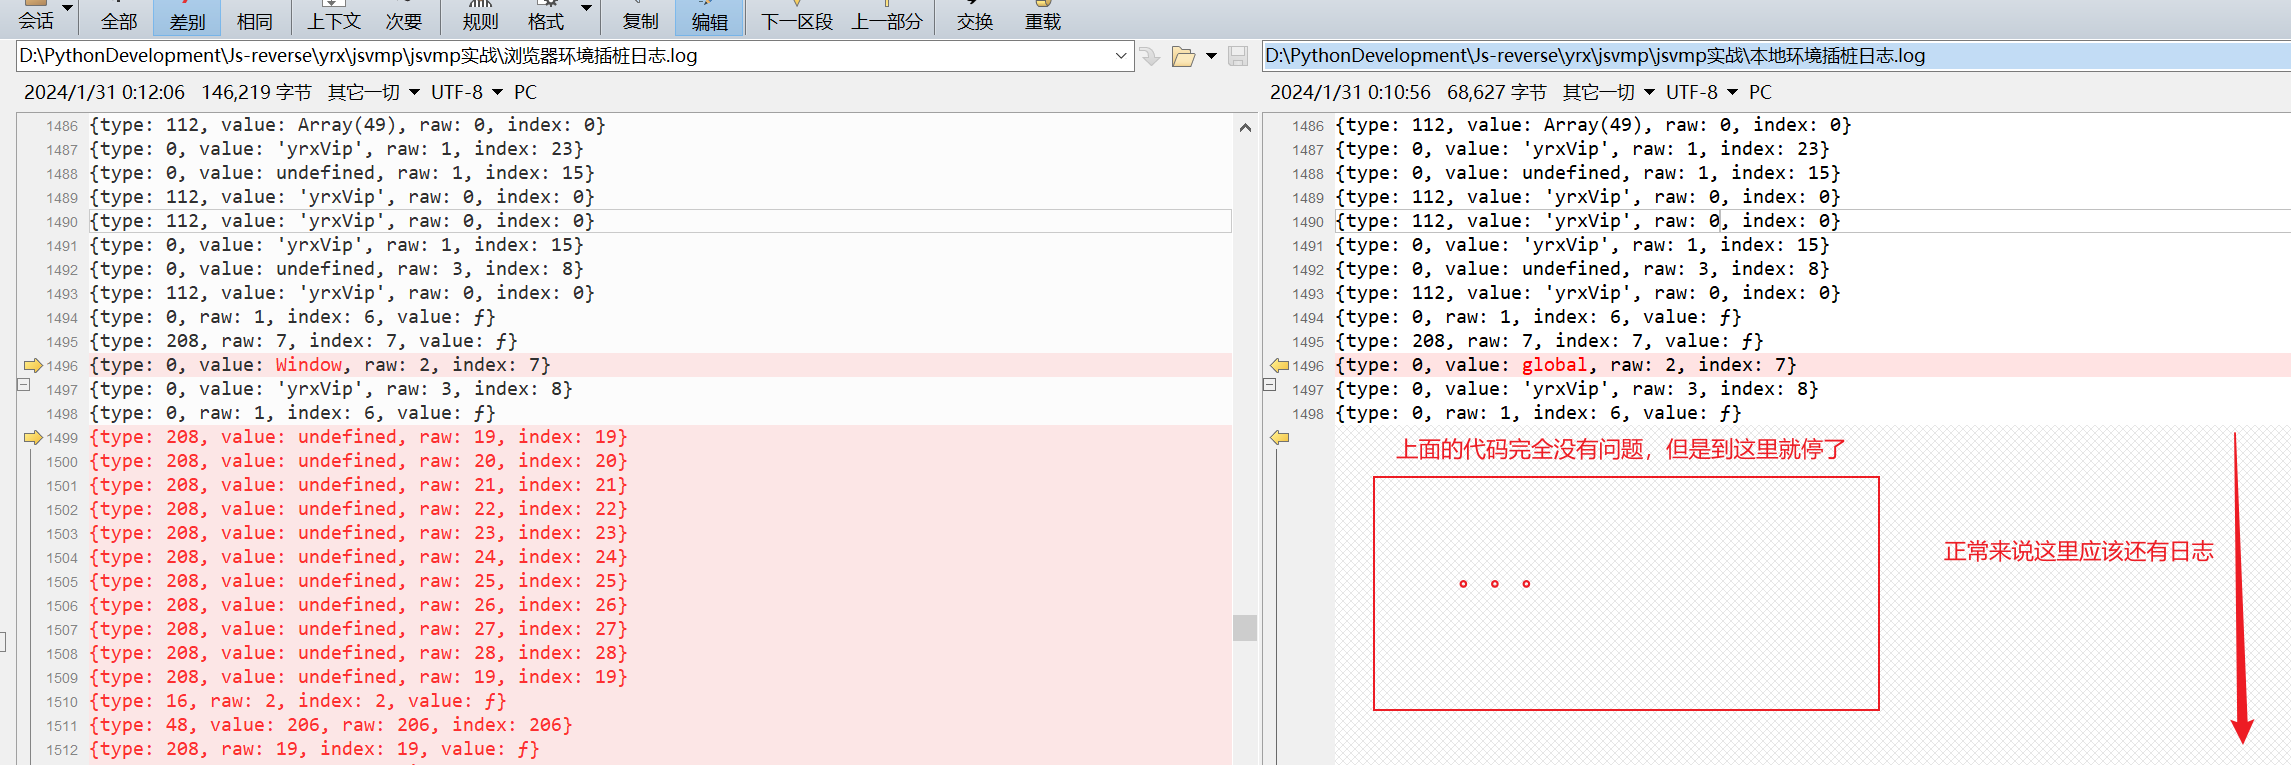 会话 全部 差别 相同 上下文 次要 规则 格式 复制 编辑 下一区段 上一部分 交换 重载
D:\PythonDevelopment\Js-reverse\yrx\jsvmp\jsvmp实战\浏览器环境插桩日志.log
2024/1/31 0:12:06 146,219 字节 其它一切 UTF-8 PC
1486 {type: 112, value: Array(49), raw: 0, index: 0}
1487 {type: 0, value: 'yrxVip', raw: 1, index: 23}
1488 {type: 0, value: undefined, raw: 1, index: 15}
1489 {type: 112, value: 'yrxVip', raw: 0, index: 0}
1490 {type: 112, value: 'yrxVip', raw: 0, index: 0}
1491 {type: 0, value: 'yrxVip', raw: 1, index: 15}
1492 {type: 0, value: undefined, raw: 3, index: 8}
1493 {type: 112, value: 'yrxVip', raw: 0, index: 0}
1494 {type: 0, raw: 1, index: 6, value: ƒ}
1495 {type: 208, raw: 7, index: 7, value: ƒ}
1496 {type: 0, value: Window, raw: 2, index: 7}
1497 {type: 0, value: 'yrxVip', raw: 3, index: 8}
1498 {type: 0, raw: 1, index: 6, value: ƒ}
1499 {type: 208, value: undefined, raw: 19, index: 19}
1500 {type: 208, value: undefined, raw: 20, index: 20}
1501 {type: 208, value: undefined, raw: 21, index: 21}
1502 {type: 208, value: undefined, raw: 22, index: 22}
1503 {type: 208, value: undefined, raw: 23, index: 23}
1504 {type: 208, value: undefined, raw: 24, index: 24}
1505 {type: 208, value: undefined, raw: 25, index: 25}
1506 {type: 208, value: undefined, raw: 26, index: 26}
1507 {type: 208, value: undefined, raw: 27, index: 27}
1508 {type: 208, value: undefined, raw: 28, index: 28}
1509 {type: 208, value: undefined, raw: 19, index: 19}
1510 {type: 16, raw: 2, index: 2, value: ƒ}
1511 {type: 48, value: 206, raw: 206, index: 206}
1512 {type: 208, raw: 19, index: 19, value: ƒ}
D:\PythonDevelopment\Js-reverse\yrx\jsvmp\jsvmp实战\本地环境插桩日志.log
2024/1/31 0:10:56 68,627 字节 其它一切 UTF-8 PC
1486 {type: 112, value: Array(49), raw: 0, index: 0}
1487 {type: 0, value: 'yrxVip', raw: 1, index: 23}
1488 {type: 0, value: undefined, raw: 1, index: 15}
1489 {type: 112, value: 'yrxVip', raw: 0, index: 0}
1490 {type: 112, value: 'yrxVip', raw: 0, index: 0}
1491 {type: 0, value: 'yrxVip', raw: 1, index: 15}
1492 {type: 0, value: undefined, raw: 3, index: 8}
1493 {type: 112, value: 'yrxVip', raw: 0, index: 0}
1494 {type: 0, raw: 1, index: 6, value: ƒ}
1495 {type: 208, raw: 7, index: 7, value: ƒ}
1496 {type: 0, value: global, raw: 2, index: 7}
1497 {type: 0, value: 'yrxVip', raw: 3, index: 8}
1498 {type: 0, raw: 1, index: 6, value: ƒ}
上面的代码完全没有问题，但是到这里就停了
正常来说这里应该还有日志
。。。